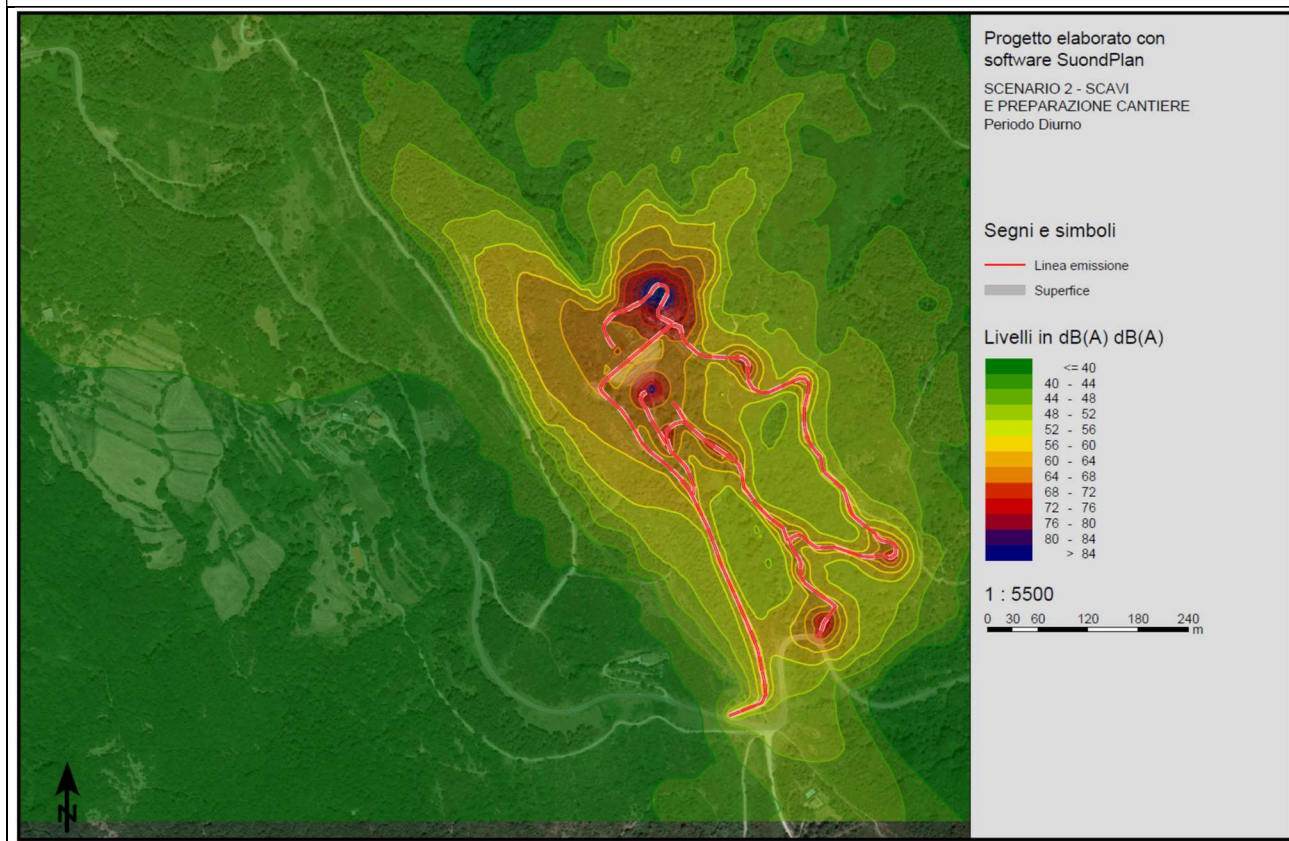 Progetto elaborato con
software SuondPlan
SCENARIO 2 - SCAVI
E PREPARAZIONE CANTIERE
Periodo Diurno
Segni e simboli
Linea emissione
Superfice
Livelli in dB(A) dB(A)
<= 40
40 - 44
44 - 48
48 - 52
52 - 56
56 - 60
60 - 64
64 - 68
68 - 72
72 - 76
76 - 80
80 - 84
> 84
1 : 5500
0 30 60 120 180 240
m
N